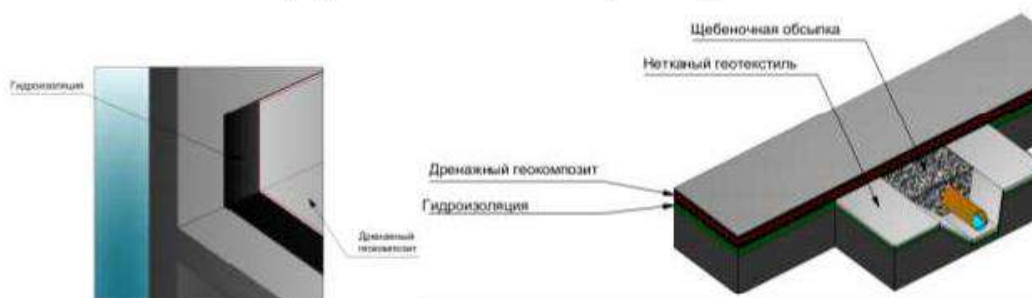 Гидроизоляция
Дренажный
геокомпозит
Щебеночная обсыпка
Нетканый геотекстиль
Дренажный геокомпозит
Гидроизоляция